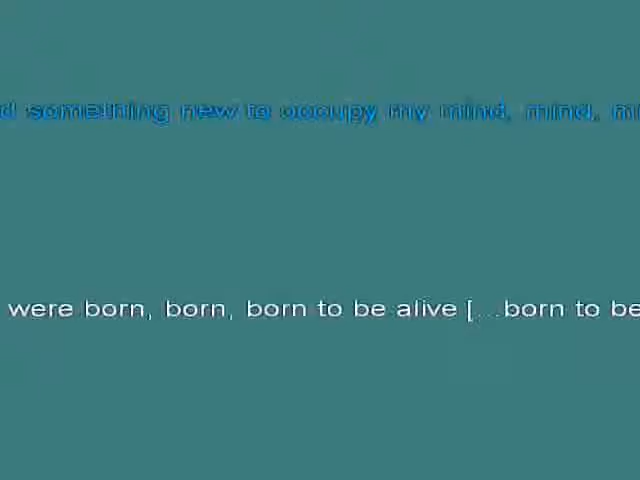 d something new to occupy my mind, mind, mi
were born, born, born to be alive [...born to be